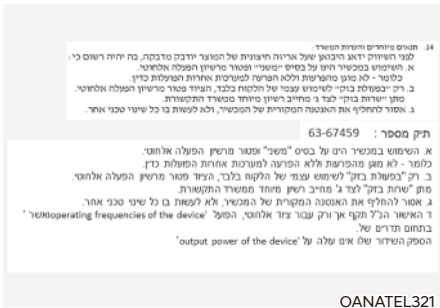 14. תנאים מיוחדים והערות המשרד:
לפני השיווק ידאג היבואן שעל אריזה חיצונית של המוצר יודבק מדבקה, בה יהיה רשום כי:
א. השימוש במכשיר הינו על בסיס "משני" ופטור מרשיון הפעלה אלחוטי.
כלומר - לא מוגן מהפרעות וללא הפרעה למערכות אחרות הפועלות כדין.
ב. רק "בפעולת בזק" לשימוש עצמי של הלקוח בלבד, הציוד פטור מרשיון הפעלה אלחוטי.
מתן "שרות בזק" לצד ג' מחייב רשיון מיוחד ממשרד התקשורת.
ג. אסור להחליף את האנטנה המקורית של המכשיר, ולא לעשות בו כל שינוי טכני אחר.
תיק מספר : 63-67459
א. השימוש במכשיר הינו על בסיס "משני" ופטור מרשיון הפעלה אלחוטי.
כלומר - לא מוגן מהפרעות וללא הפרעה למערכות אחרות הפועלות כדין.
ב. רק "בפעולת בזק" לשימוש עצמי של הלקוח בלבד, הציוד פטור מרשיון הפעלה אלחוטי.
מתן "שרות בזק" לצד ג' מחייב רשיון מיוחד ממשרד התקשורת.
ג. אסור להחליף את האנטנה המקורית של המכשיר, ולא לעשות בו כל שינוי טכני אחר.
ד האישור הנ"ל תקף אך ורק עבור ציוד אלחוטי, הפועל 'operating frequencies of the device ואשר'
בתחום תדרים של.
הספק השידור שלו אינו עולה על 'output power of the device'
OANATEL321